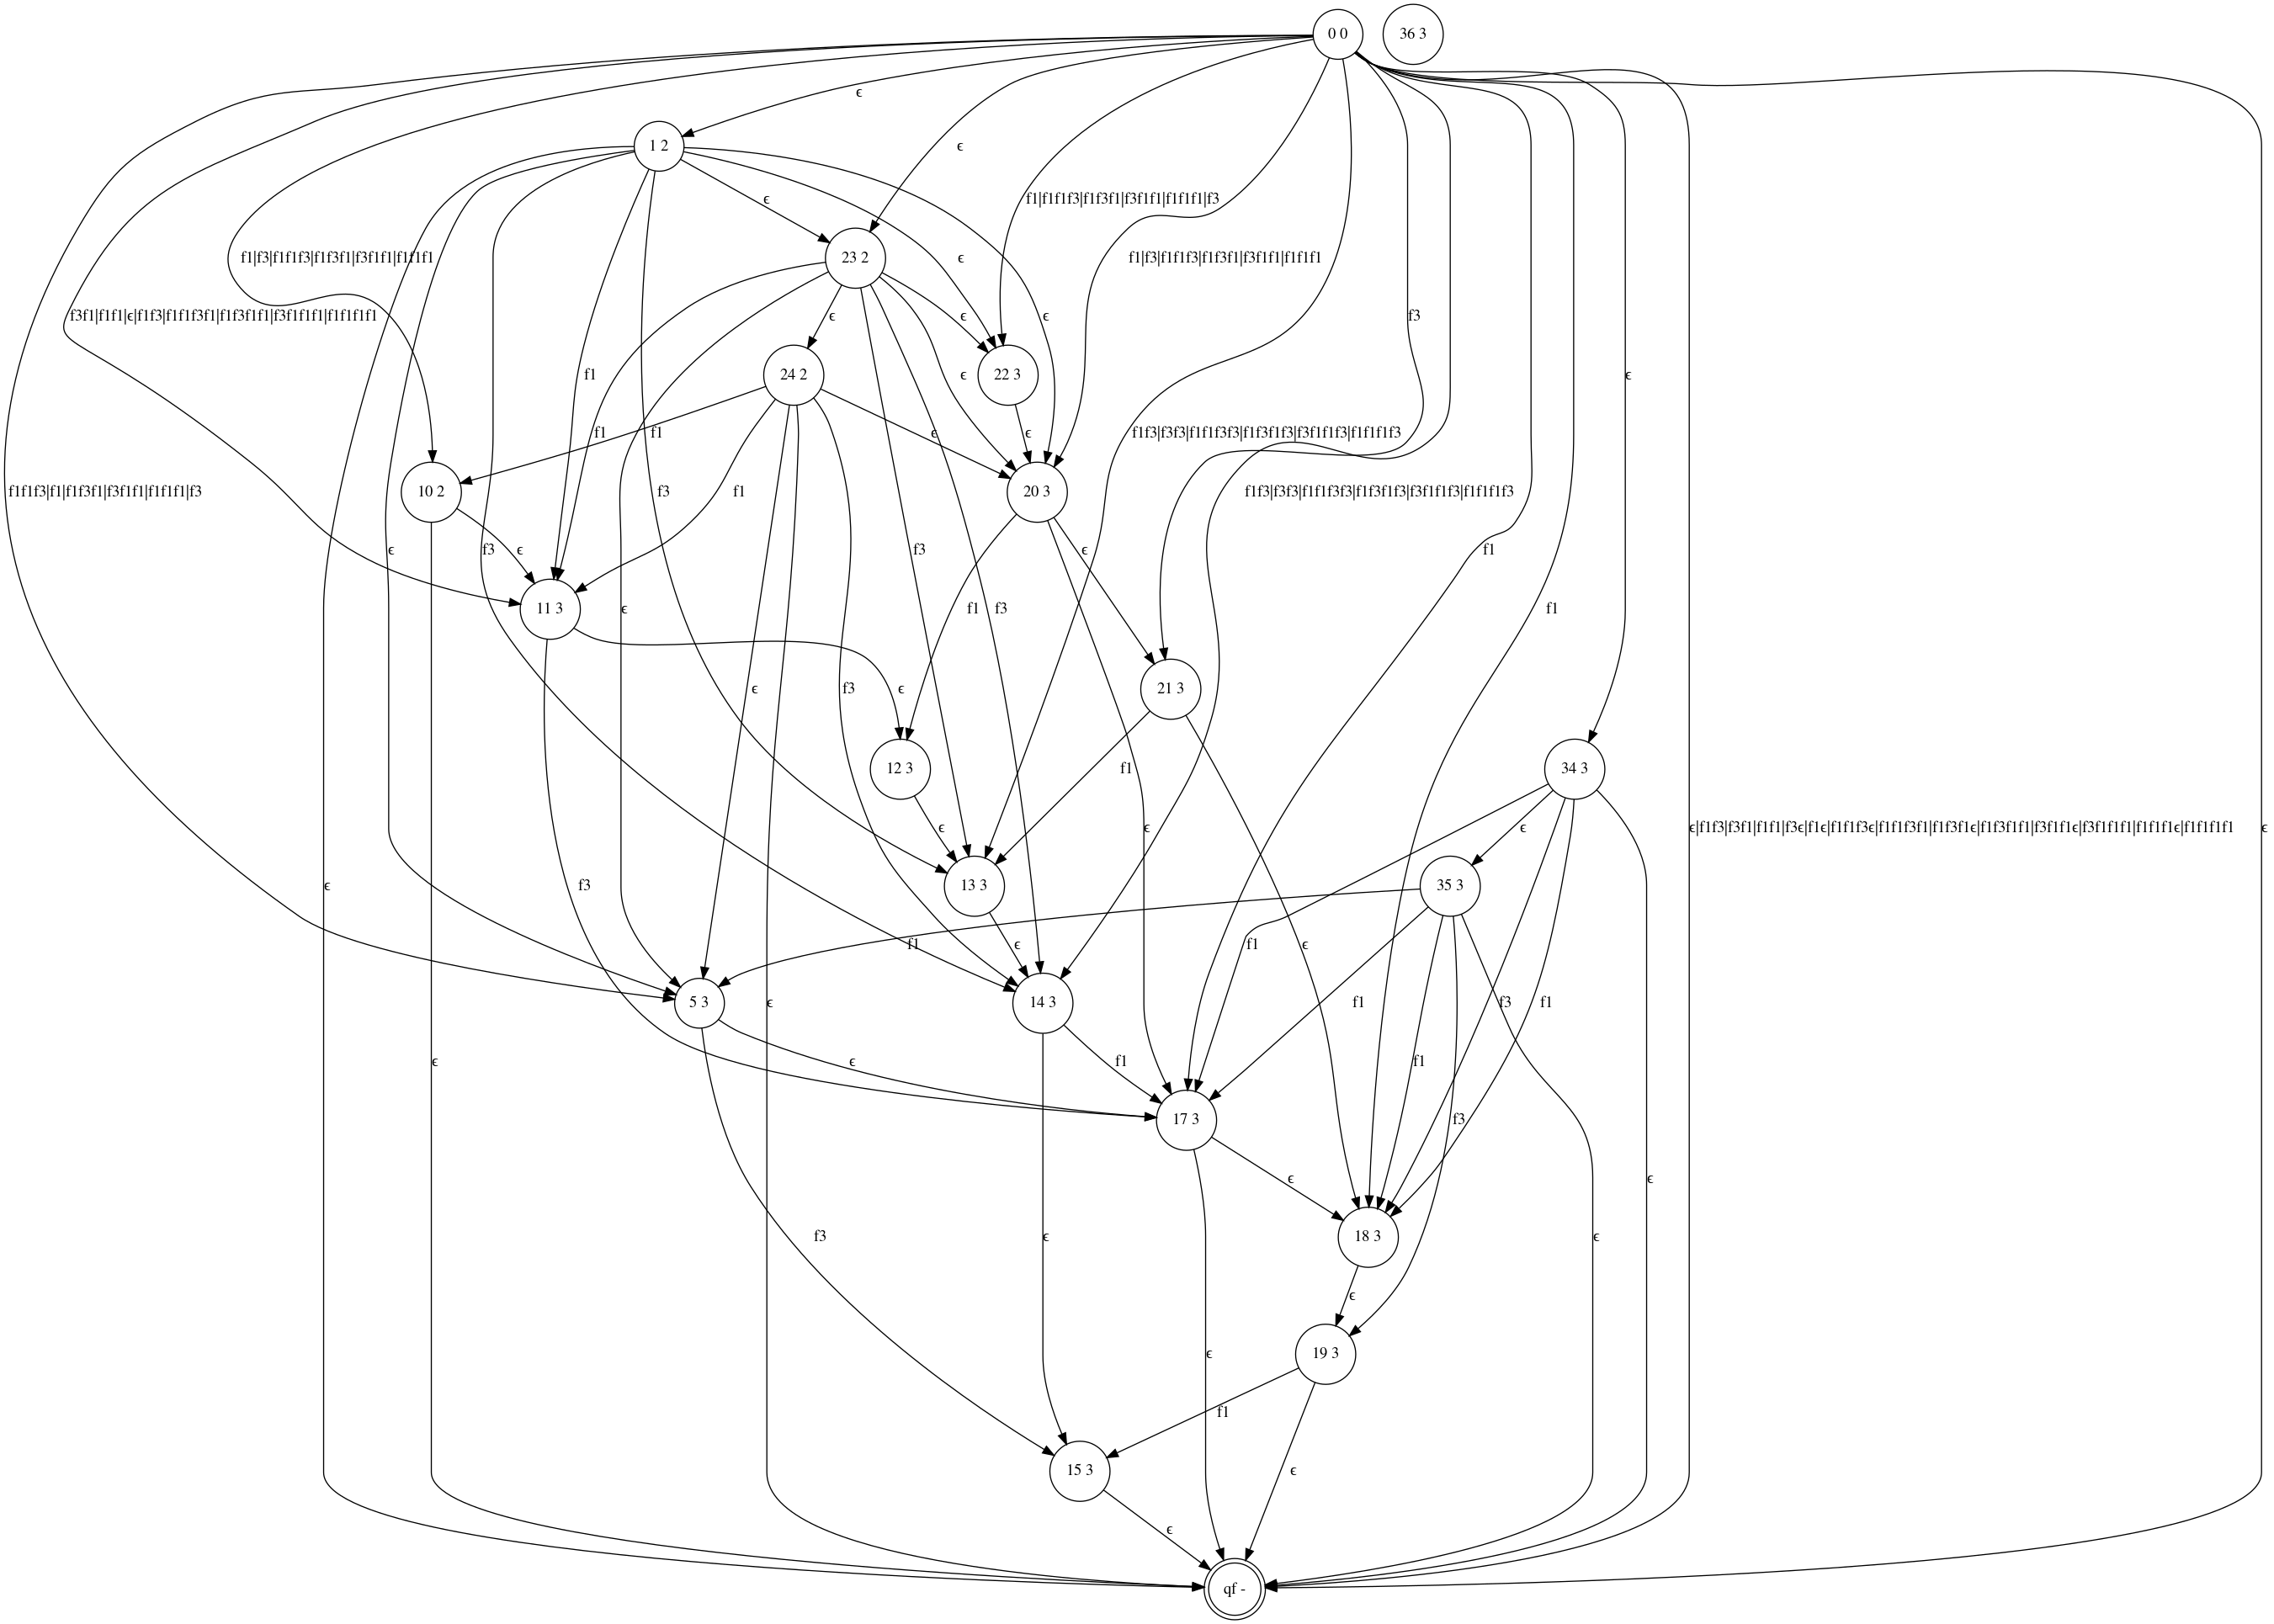 0 0
36 3
ϵ
1 2
ϵ
ϵ
f1|f1f1f3|f1f3f1|f3f1f1|f1f1f1|f3
f1|f3|f1f1f3|f1f3f1|f3f1f1|f1f1f1
23 2
ϵ
f1|f3|f1f1f3|f1f3f1|f3f1f1|f1f1f1
f3f1|f1f1|ϵ|f1f3|f1f1f3f1|f1f3f1f1|f3f1f1f1|f1f1f1f1
ϵ
ϵ
ϵ
f3
f1
24 2
ϵ
22 3
ϵ
f1
f1
ϵ
ϵ
f1f3|f3f3|f1f1f3f3|f1f3f1f3|f3f1f1f3|f1f1f1f3
f1f1f3|f1|f1f3f1|f3f1f1|f1f1f1|f3
10 2
f3
f1
20 3
f1f3|f3f3|f1f1f3f3|f1f3f1f3|f3f1f1f3|f1f1f1f3
ϵ
f3
ϵ
f3
ϵ
f1
11 3
ϵ
f1
f3
f1
ϵ
f3
ϵ
21 3
12 3
f1
34 3
ϵ
ϵ
ϵ
ϵ|f1f3|f3f1|f1f1|f3ϵ|f1ϵ|f1f1f3ϵ|f1f1f3f1|f1f3f1ϵ|f1f3f1f1|f3f1f1ϵ|f3f1f1f1|f1f1f1ϵ|f1f1f1f1
ϵ
ϵ
f3
13 3
35 3
f1
ϵ
f1
ϵ
5 3
ϵ
14 3
f1
f3
f1
ϵ
ϵ
f1
f1
17 3
f3
ϵ
ϵ
f3
ϵ
18 3
ϵ
ϵ
ϵ
19 3
f1
15 3
ϵ
ϵ
qf -